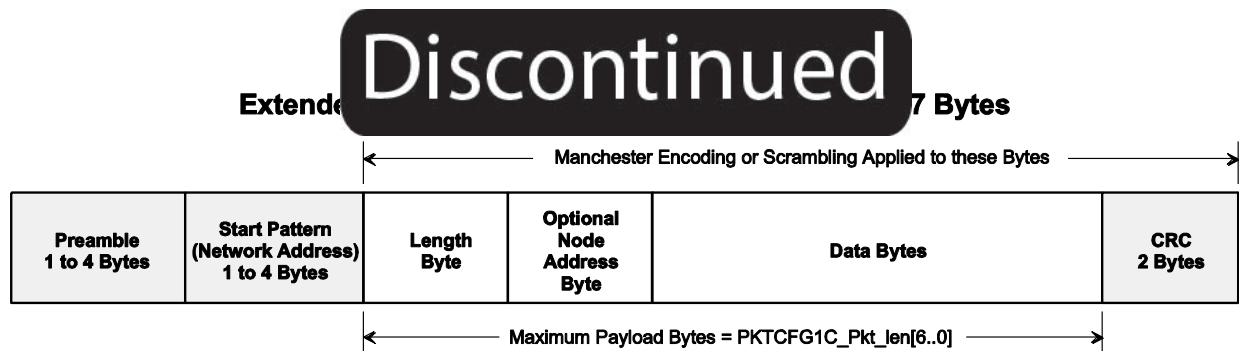 Discontinued
Extende 7 Bytes
Manchester Encoding or Scrambling Applied to these Bytes
Preamble
1 to 4 Bytes
Start Pattern
(Network Address)
1 to 4 Bytes
Length
Byte
Optional
Node
Address
Byte
Data Bytes
CRC
2 Bytes
Maximum Payload Bytes = PKTCFG1C_Pkt_len[6..0]